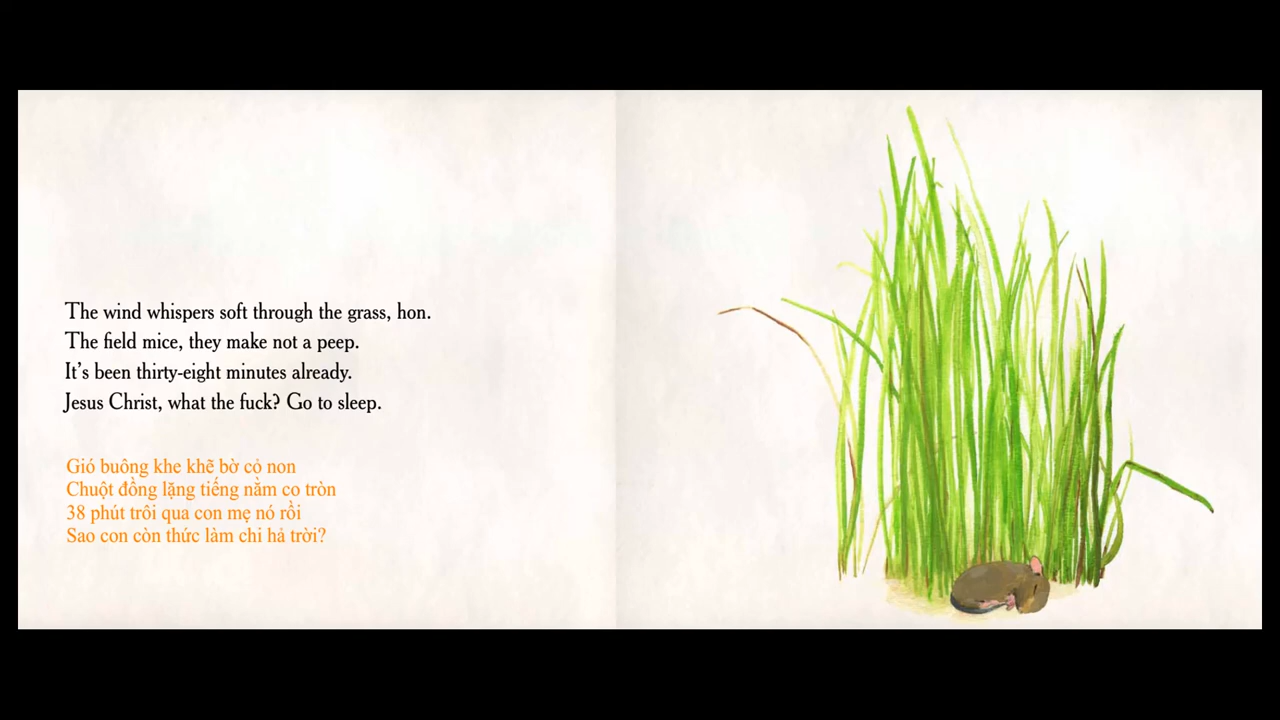 The wind whispers soft through the grass, hon.
The field mice, they make not a peep.
It's been thirty-eight minutes already.
Jesus Christ, what the fuck? Go to sleep.
Gió buông khe khẽ bờ cỏ non
Chuột đồng lặng tiếng nằm co tròn
38 phút trôi qua con mẹ nó rồi
Sao con còn thức làm chi hả trời?